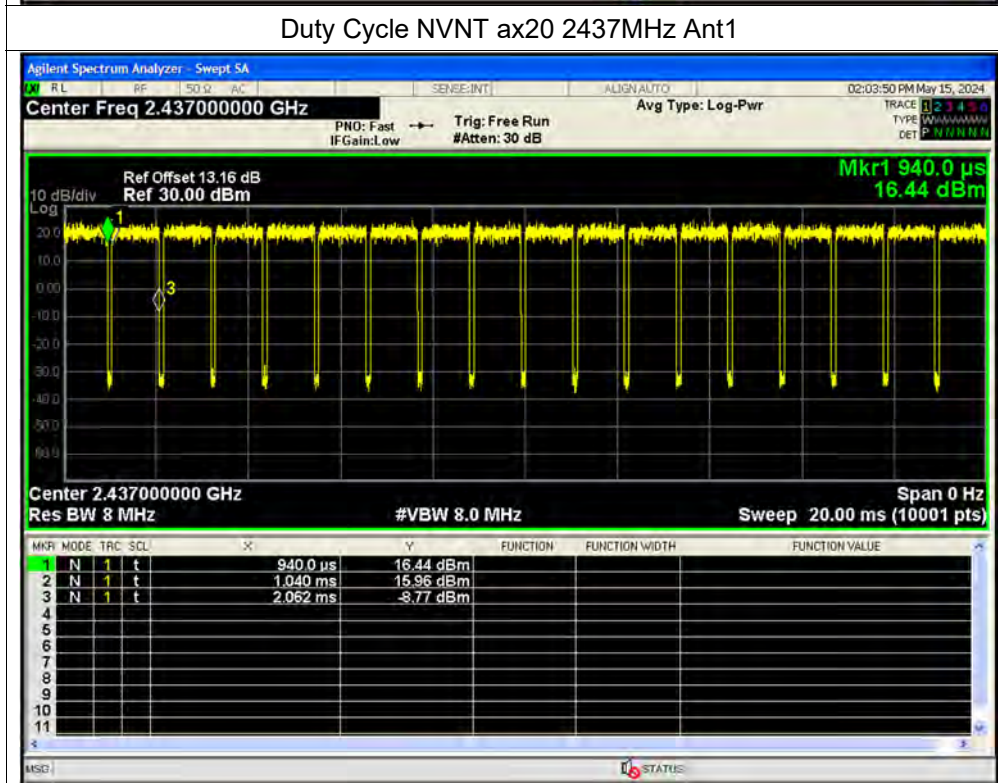 Duty Cycle NVNT ax20 2437MHz Ant1
Agilent Spectrum Analyzer - Swept SA
RL RF 50 Ω AC SENSE:INT ALIGN AUTO 02:03:50 PM May 15, 2024
Center Freq 2.437000000 GHz Avg Type: Log-Pwr TRACE 1 2 3 4 5 6
PNO: Fast Trig: Free Run TYPE WWWWWW
IFGain:Low #Atten: 30 dB DET P N N N N N
Mkr1 940.0 µs
Ref Offset 13.16 dB 16.44 dBm
10 dB/div Ref 30.00 dBm
Log
1
20.0
10.0
0.00
3
-10.0
-20.0
-30.0
-40.0
-50.0
-60.0
Center 2.437000000 GHz Span 0 Hz
Res BW 8 MHz #VBW 8.0 MHz Sweep 20.00 ms (10001 pts)
MKR MODE TRC SCL X Y FUNCTION FUNCTION WIDTH FUNCTION VALUE
1 N 1 t 940.0 µs 16.44 dBm
2 N 1 t 1.040 ms 15.96 dBm
3 N 1 t 2.062 ms -8.77 dBm
4
5
6
7
8
9
10
11
MSG STATUS